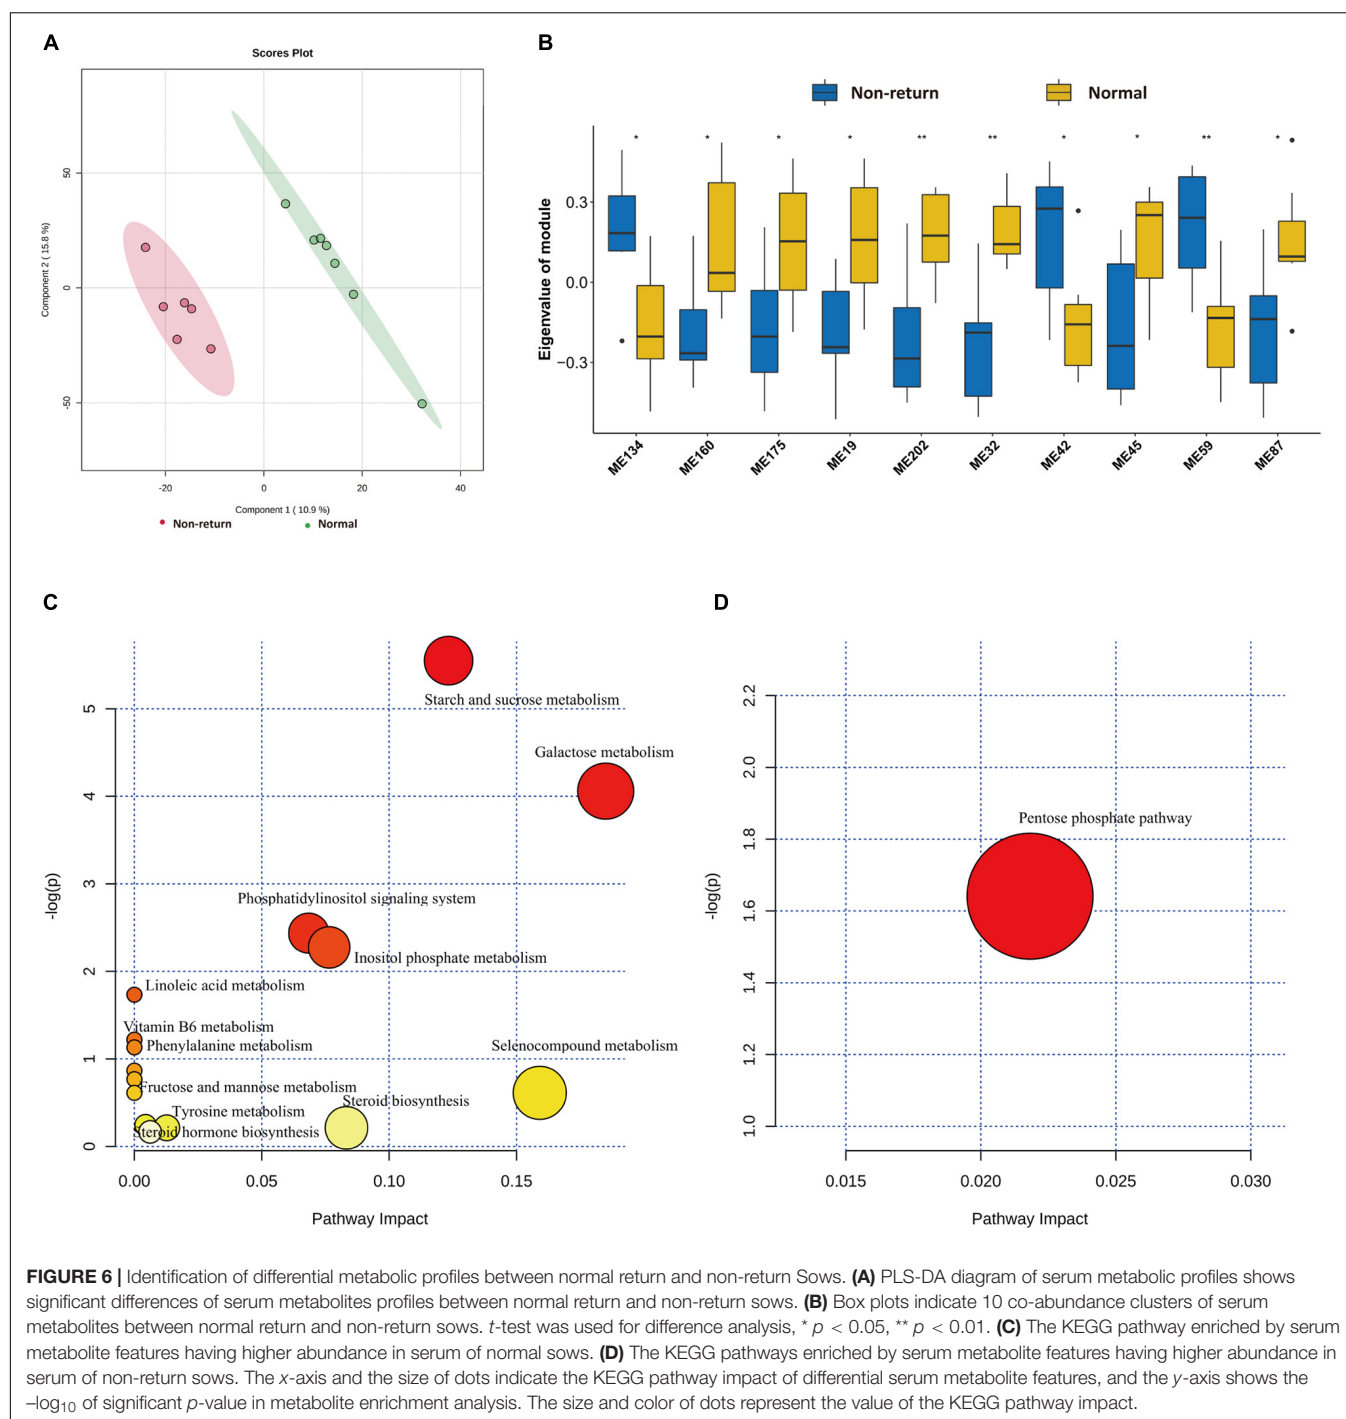 A
Scores Plot
Component 2 ( 15.8 %)
50
0
-50
-20
0
20
40
Component 1 ( 10.9 %)
Non-return
Normal
B
Non-return
Normal
Eigenvalue of module
0.3
0.0
−0.3
*
*
*
*
**
**
*
*
**
*
ME134
ME160
ME175
ME19
ME202
ME32
ME42
ME45
ME59
ME87
C
-log(p)
5
4
3
2
1
0
Starch and sucrose metabolism
Galactose metabolism
Phosphatidylinositol signaling system
Inositol phosphate metabolism
Linoleic acid metabolism
Vitamin B6 metabolism
Phenylalanine metabolism
Selenocompound metabolism
Fructose and mannose metabolism
Steroid biosynthesis
Tyrosine metabolism
Steroid hormone biosynthesis
0.00
0.05
0.10
0.15
Pathway Impact
D
-log(p)
2.2
2.0
1.8
1.6
1.4
1.2
1.0
Pentose phosphate pathway
0.015
0.020
0.025
0.030
Pathway Impact
FIGURE 6 | Identification of differential metabolic profiles between normal return and non-return Sows. (A) PLS-DA diagram of serum metabolic profiles shows
significant differences of serum metabolites profiles between normal return and non-return sows. (B) Box plots indicate 10 co-abundance clusters of serum
metabolites between normal return and non-return sows. t-test was used for difference analysis, * p < 0.05, ** p < 0.01. (C) The KEGG pathway enriched by serum
metabolite features having higher abundance in serum of normal sows. (D) The KEGG pathways enriched by serum metabolite features having higher abundance in
serum of non-return sows. The x-axis and the size of dots indicate the KEGG pathway impact of differential serum metabolite features, and the y-axis shows the
−log10 of significant p-value in metabolite enrichment analysis. The size and color of dots represent the value of the KEGG pathway impact.